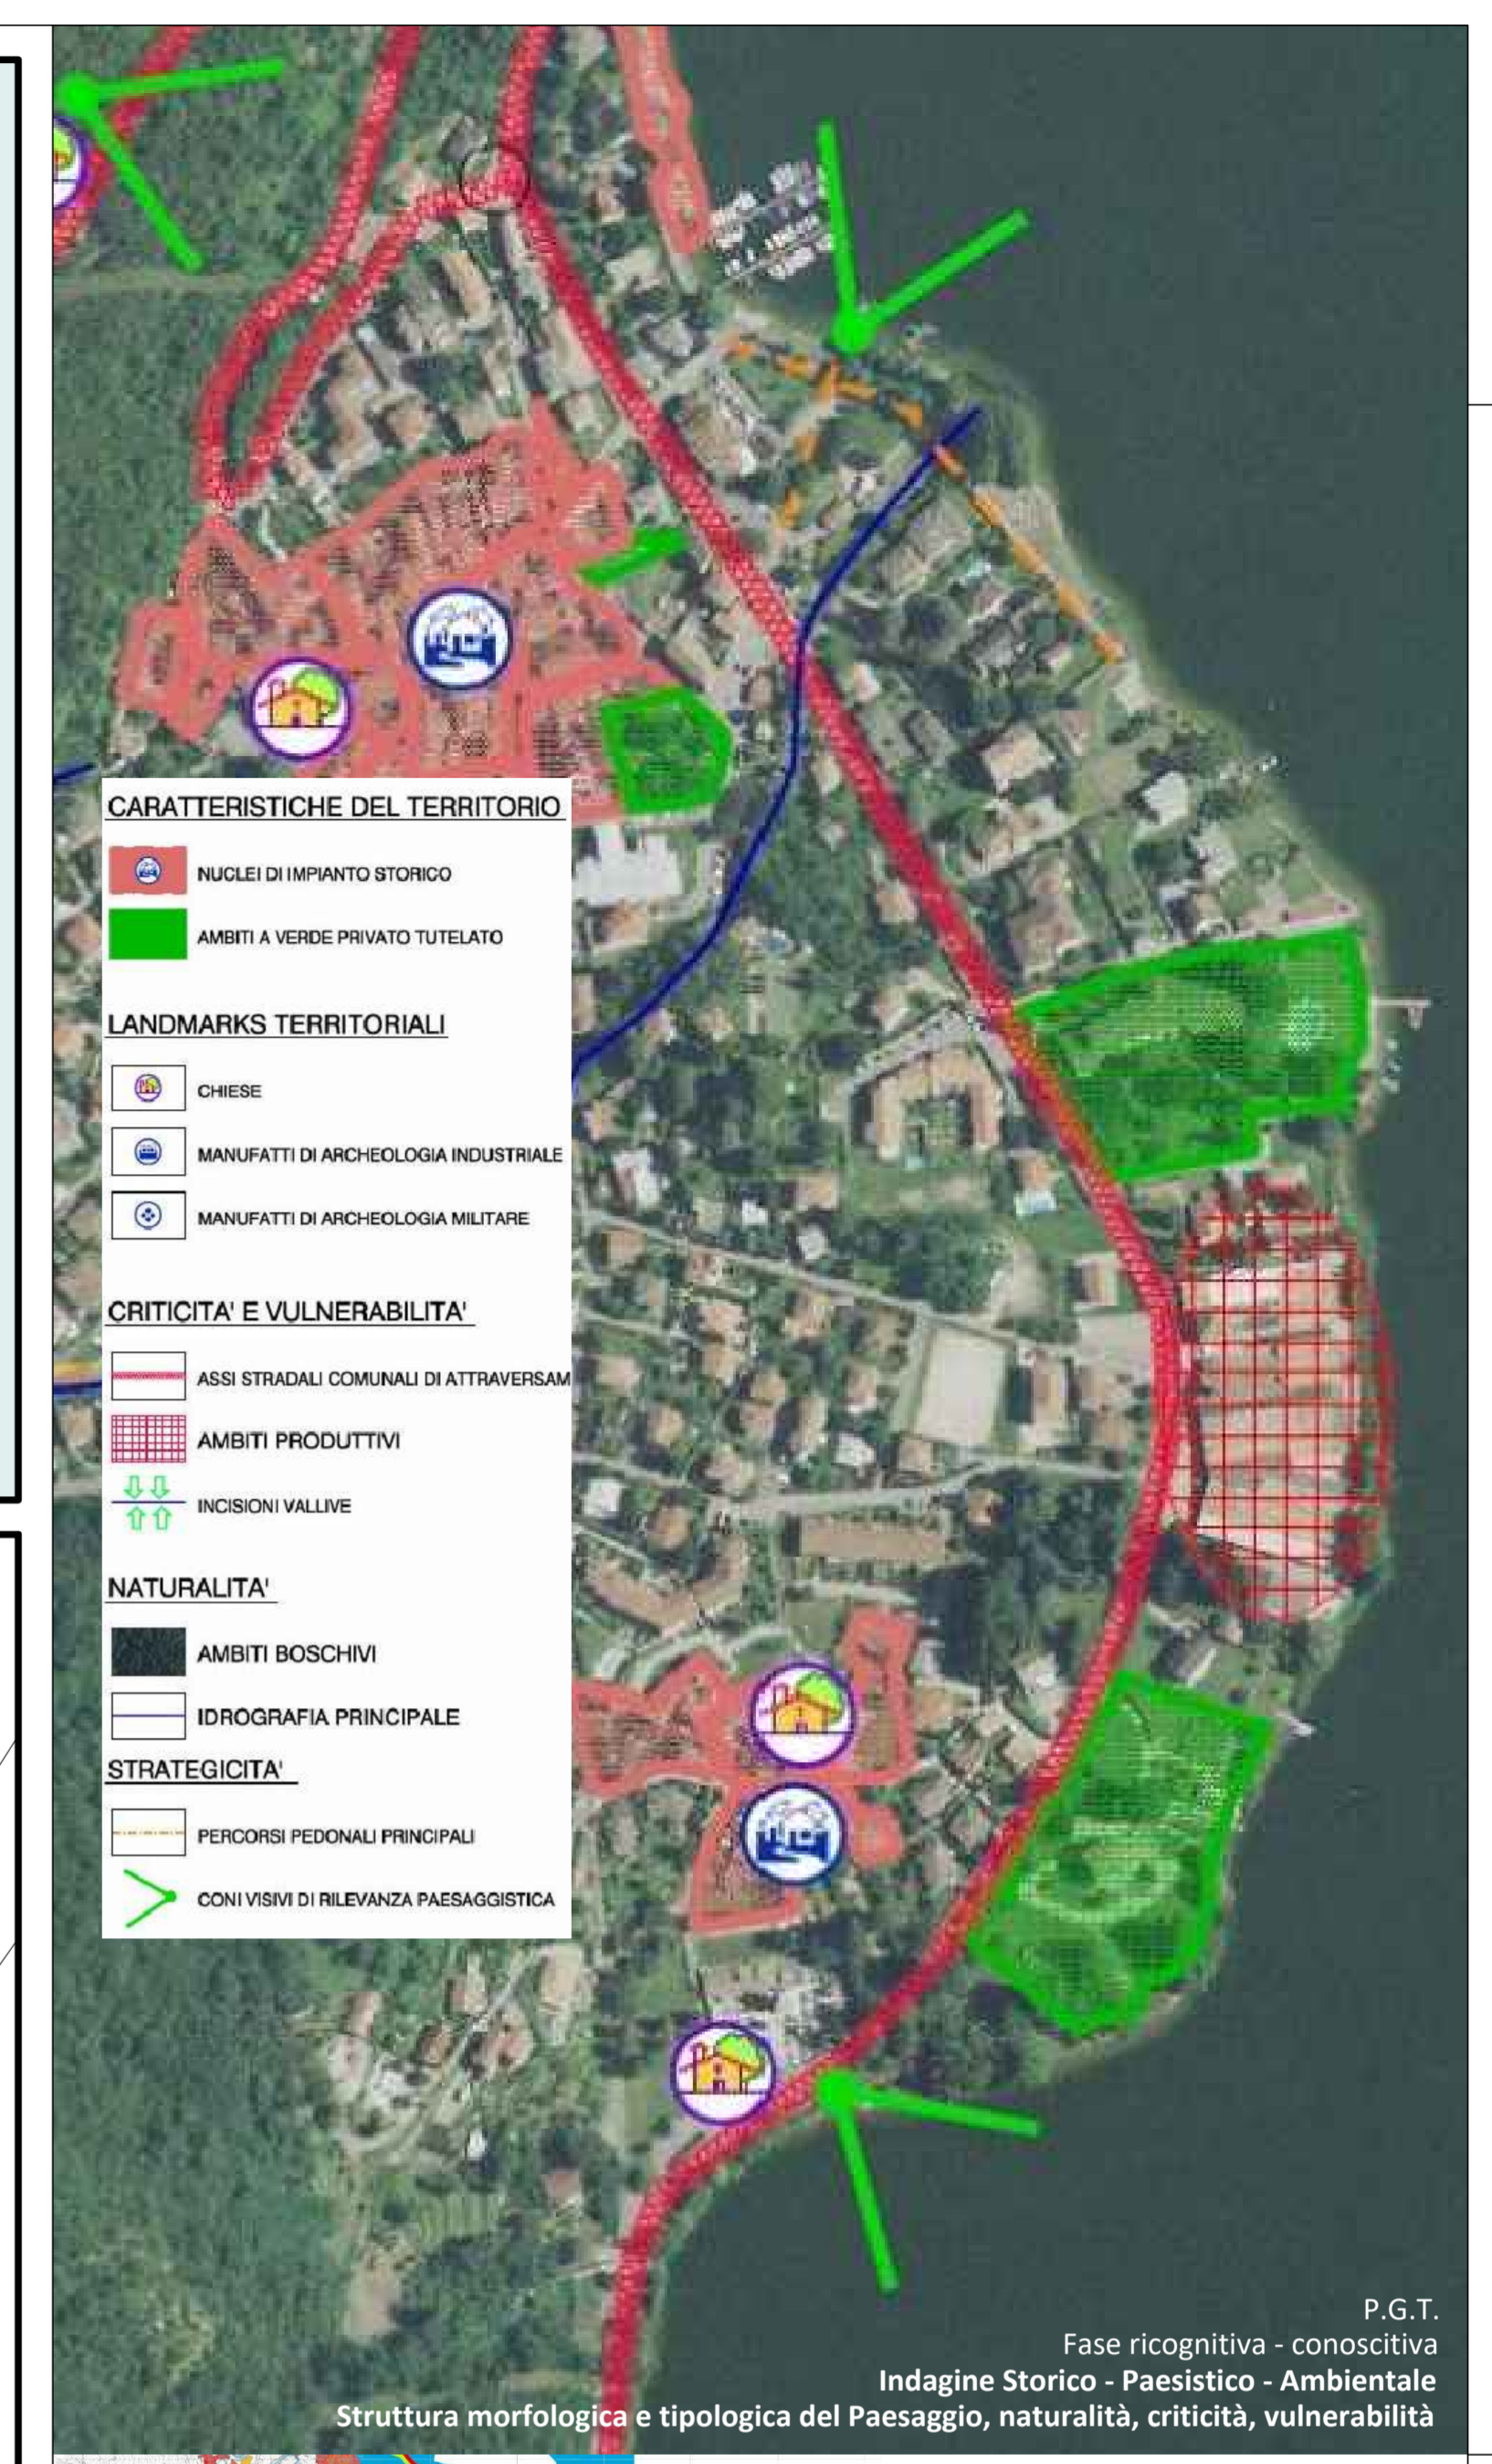 CARATTERISTICHE DEL TERRITORIO
NUCLEI DI IMPIANTO STORICO
AMBITI A VERDE PRIVATO TUTELATO
LANDMARKS TERRITORIALI
CHIESE
MANUFATTI DI ARCHEOLOGIA INDUSTRIALE
MANUFATTI DI ARCHEOLOGIA MILITARE
CRITICITA' E VULNERABILITA'
ASSI STRADALI COMUNALI DI ATTRAVERSAM
AMBITI PRODUTTIVI
INCISIONI VALLIVE
NATURALITA'
AMBITI BOSCHIVI
IDROGRAFIA PRINCIPALE
STRATEGICITA'
PERCORSI PEDONALI PRINCIPALI
CONI VISIVI DI RILEVANZA PAESAGGISTICA
P.G.T.
Fase ricognitiva - conoscitiva
Indagine Storico - Paesistico - Ambientale
Struttura morfologica e tipologica del Paesaggio, naturalità, criticità, vulnerabilità